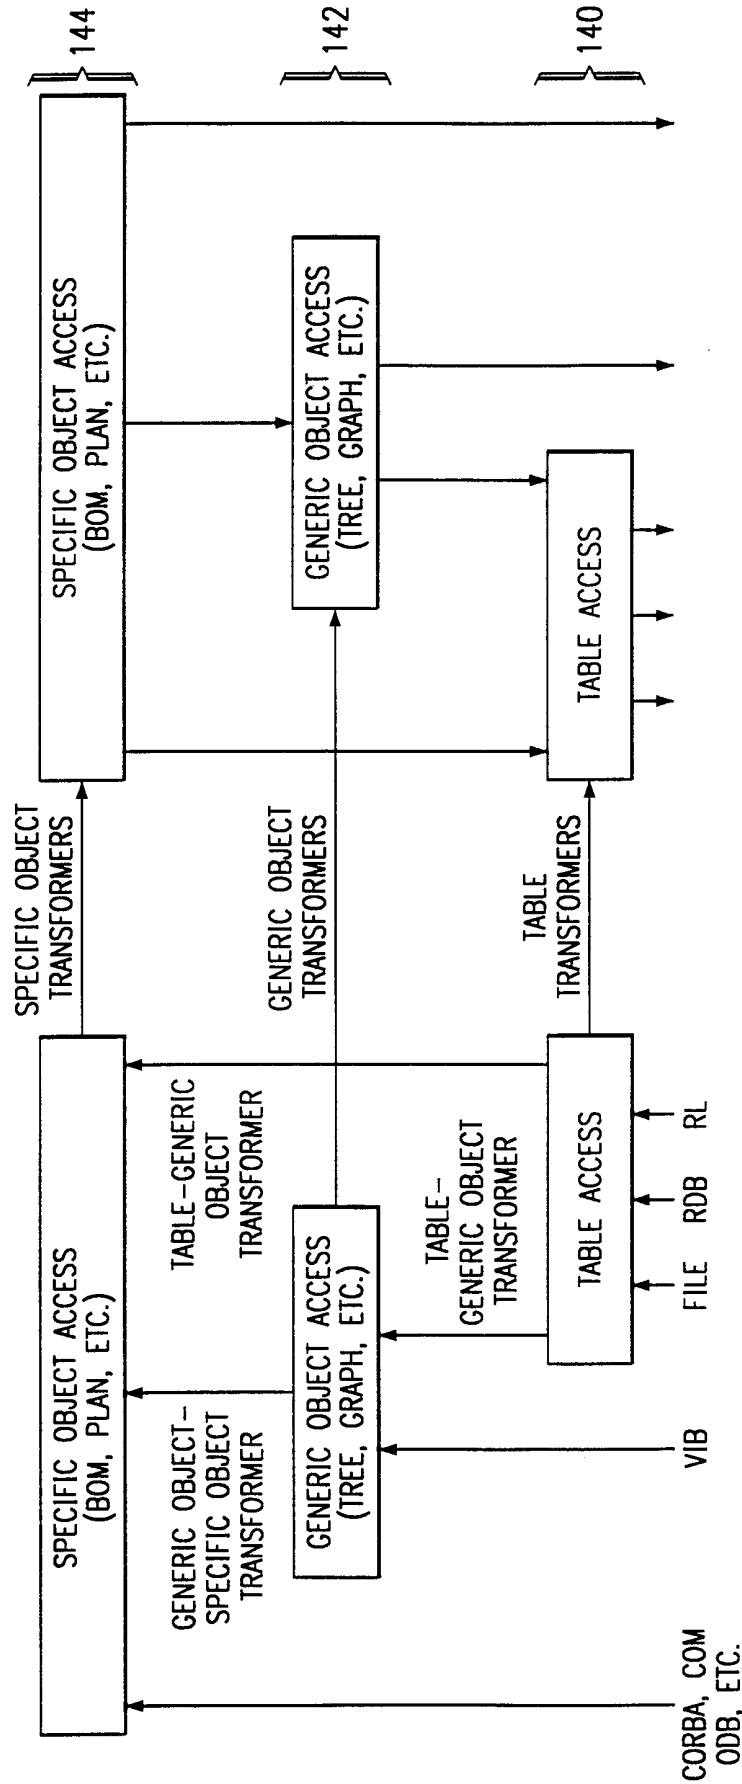 SPECIFIC OBJECT ACCESS
(BOM, PLAN, ETC.)
SPECIFIC OBJECT
TRANSFORMERS
SPECIFIC OBJECT ACCESS
(BOM, PLAN, ETC.)
144
GENERIC OBJECT-
SPECIFIC OBJECT
TRANSFORMER
TABLE-GENERIC
OBJECT
TRANSFORMER
GENERIC OBJECT ACCESS
(TREE, GRAPH, ETC.)
GENERIC OBJECT
TRANSFORMERS
GENERIC OBJECT ACCESS
(TREE, GRAPH, ETC.)
142
TABLE-
GENERIC OBJECT
TRANSFORMER
TABLE ACCESS
TABLE
TRANSFORMERS
TABLE ACCESS
140
CORBA, COM
ODB, ETC.
VIB
FILE
RDB
RL